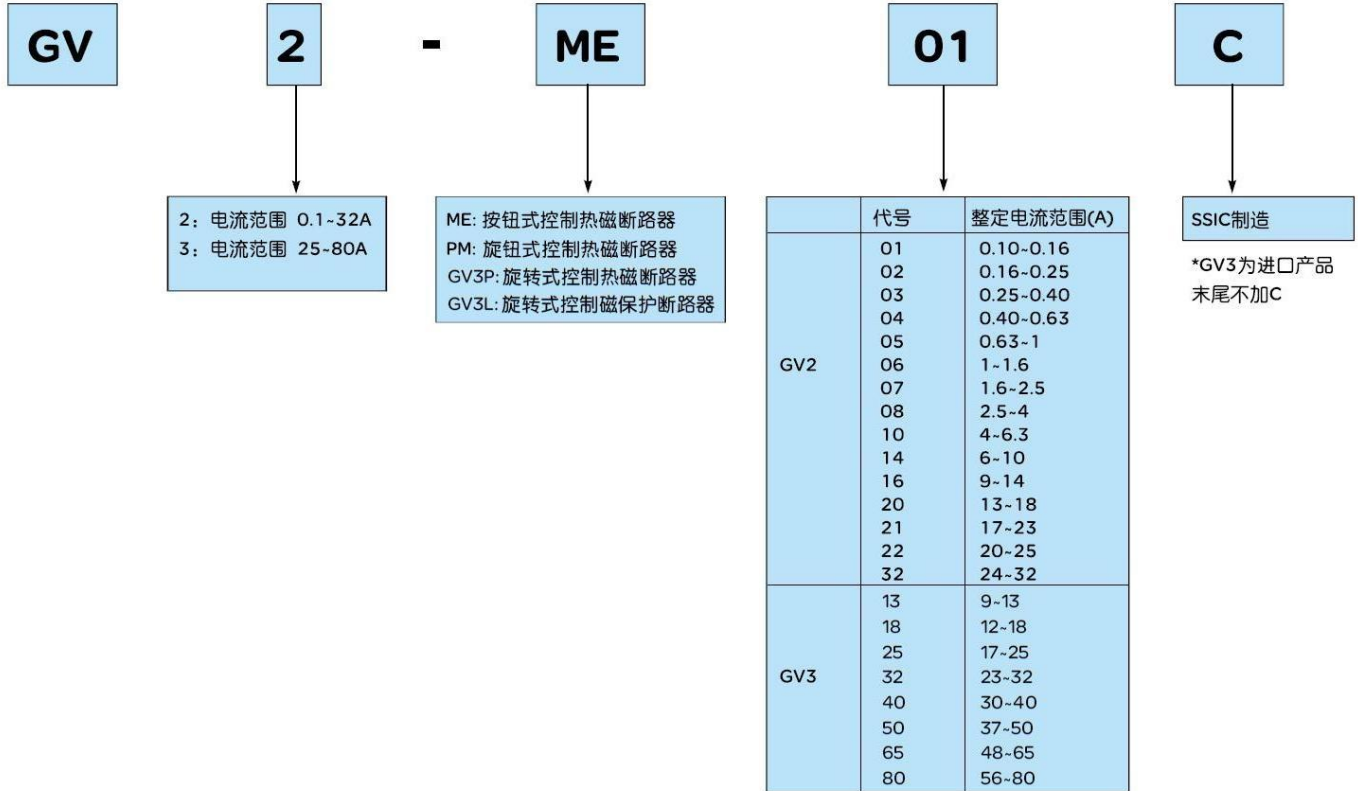 GV 2 - ME 01 C
2：电流范围 0.1~32A
3：电流范围 25~80A
ME: 按钮式控制热磁断路器
PM: 旋钮式控制热磁断路器
GV3P: 旋转式控制热磁断路器
GV3L: 旋转式控制磁保护断路器
代号 整定电流范围(A)
01 0.10~0.16
02 0.16~0.25
03 0.25~0.40
04 0.40~0.63
05 0.63~1
GV2 06 1~1.6
07 1.6~2.5
08 2.5~4
10 4~6.3
14 6~10
16 9~14
20 13~18
21 17~23
22 20~25
32 24~32
13 9~13
18 12~18
25 17~25
GV3 32 23~32
40 30~40
50 37~50
65 48~65
80 56~80
SSIC制造
*GV3为进口产品
末尾不加C